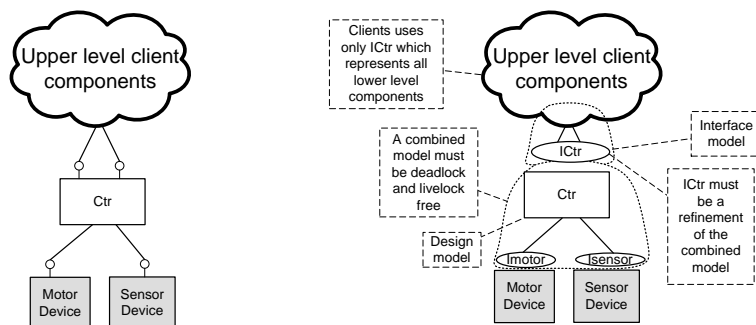 Upper level client
components
Ctr
Motor
Device
Sensor
Device
Clients uses
only ICtr which
represents all
lower level
components
Upper level client
components
ICtr
Interface
model
A combined
model must
be deadlock
and livelock
free
Ctr
ICtr must
be a
refinement
of the
combined
model
Design
model
Imotor
Isensor
Motor
Device
Sensor
Device